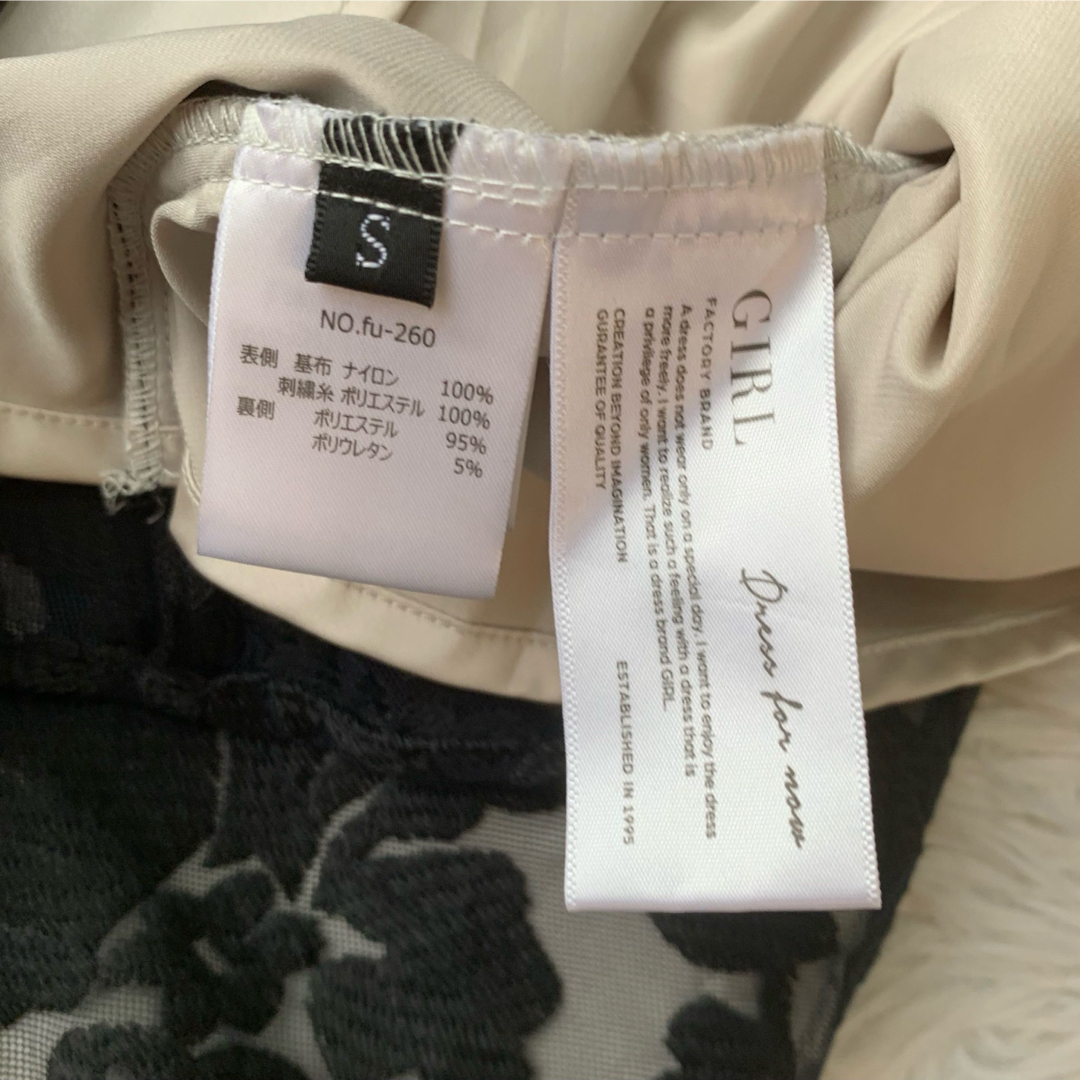 S
NO.fu-260
表側 基布 ナイロン 100%
刺繍糸 ポリエステル 100%
裏側 ポリエステル 95%
ポリウレタン 5%
GIRL
FACTORY BRAND
A dress does not wear only on a special day. I want to enjoy the dress
more freely. I want to realize such a feeling with a dress that is
a privilege of only women. That is a dress brand GIRL.
CREATION BEYOND IMAGINATION
GURANTEE OF QUALITY
ESTABLISHED IN 1995
Dress for now